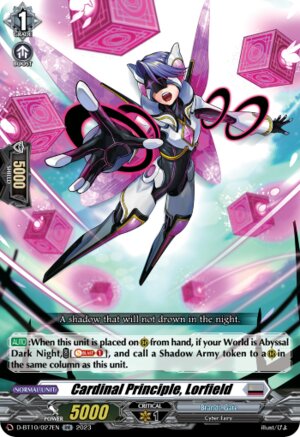 1
GRADE
BOOST
5000
SHIELD
A shadow that will not drown in the night.
AUTO:When this unit is placed on from hand, if your World is Abyssal
Dark Night, [ BLAST 1 ], and call a Shadow Army token to a in
the same column as this unit.
NORMAL UNIT
Cardinal Principle, Lorfield
POWER
5000
CRITICAL
1
Brandt Gate
Cyber Fairy
D-BT10/027EN
RR
2023